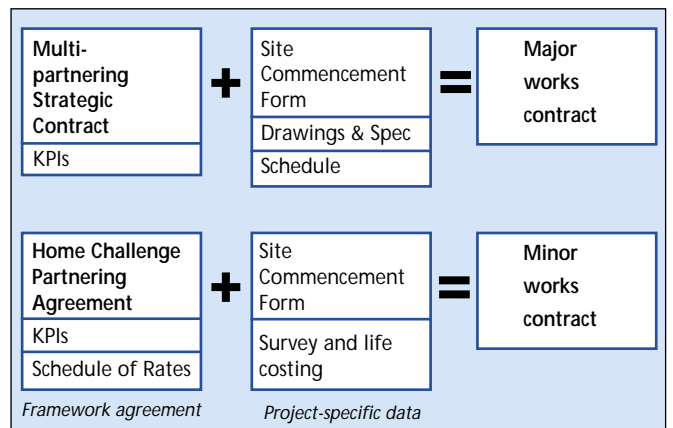 Multi-
partnering
Strategic
Contract
KPIs
+
Site
Commencement
Form
Drawings & Spec
Schedule
=
Major
works
contract
Home Challenge
Partnering
Agreement
KPIs
Schedule of Rates
+
Site
Commencement
Form
Survey and life
costing
=
Minor
works
contract
Framework agreement
Project-specific data